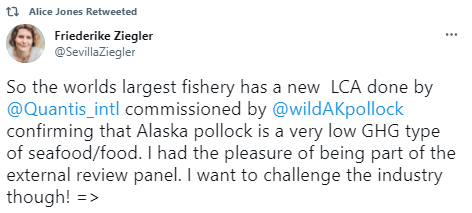 Alice Jones Retweeted
Friederike Ziegler
@SevillaZiegler
So the worlds largest fishery has a new  LCA done by
@Quantis_intl commissioned by @wildAKpollock
confirming that Alaska pollock is a very low GHG type
of seafood/food. I had the pleasure of being part of the
external review panel. I want to challenge the industry
though! =>